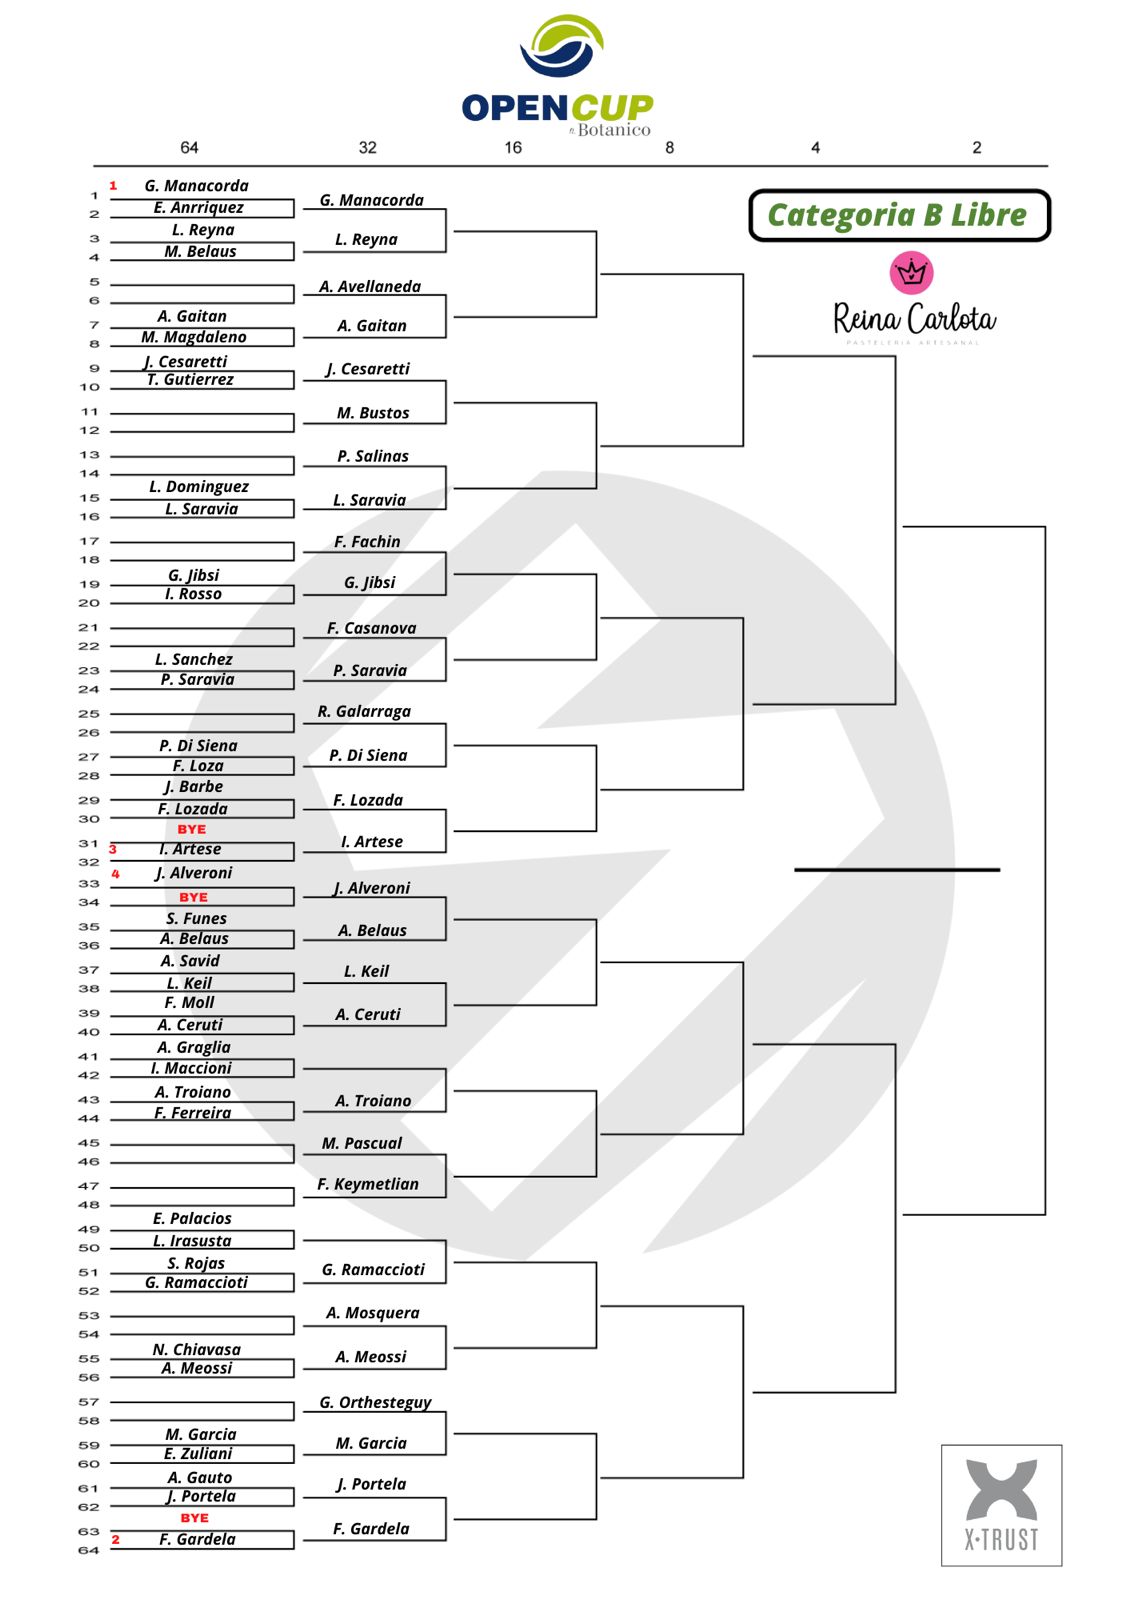 OPENCUP
n. Botanico
64 32 16 8 4 2
Categoria B Libre
Reina Carlota
PASTELERIA ARTESANAL
1 G. Manacorda
1
G. Manacorda
2 E. Anrriquez
3 L. Reyna
L. Reyna
4 M. Belaus
5
A. Avellaneda
6
7 A. Gaitan
A. Gaitan
8 M. Magdaleno
9 J. Cesaretti
J. Cesaretti
10 T. Gutierrez
11
M. Bustos
12
13
P. Salinas
14
15 L. Dominguez
L. Saravia
16 L. Saravia
17
F. Fachin
18
19 G. Jibsi
G. Jibsi
20 I. Rosso
21
F. Casanova
22
23 L. Sanchez
P. Saravia
24 P. Saravia
25
R. Galarraga
26
27 P. Di Siena
P. Di Siena
28 F. Loza
29 J. Barbe
F. Lozada
30 F. Lozada
31 BYE
I. Artese
32 3 I. Artese
33 4 J. Alveroni
J. Alveroni
34 BYE
35 S. Funes
A. Belaus
36 A. Belaus
37 A. Savid
L. Keil
38 L. Keil
39 F. Moll
A. Ceruti
40 A. Ceruti
41 A. Graglia
42 I. Maccioni
43 A. Troiano
A. Troiano
44 F. Ferreira
45
M. Pascual
46
47
F. Keymetlian
48
49 E. Palacios
50 L. Irasusta
51 S. Rojas
G. Ramaccioti
52 G. Ramaccioti
53
A. Mosquera
54
55 N. Chiavasa
A. Meossi
56 A. Meossi
57
G. Orthesteguy
58
59 M. Garcia
M. Garcia
60 E. Zuliani
61 A. Gauto
J. Portela
62 J. Portela
63 BYE
F. Gardela
64 2 F. Gardela
X·TRUST